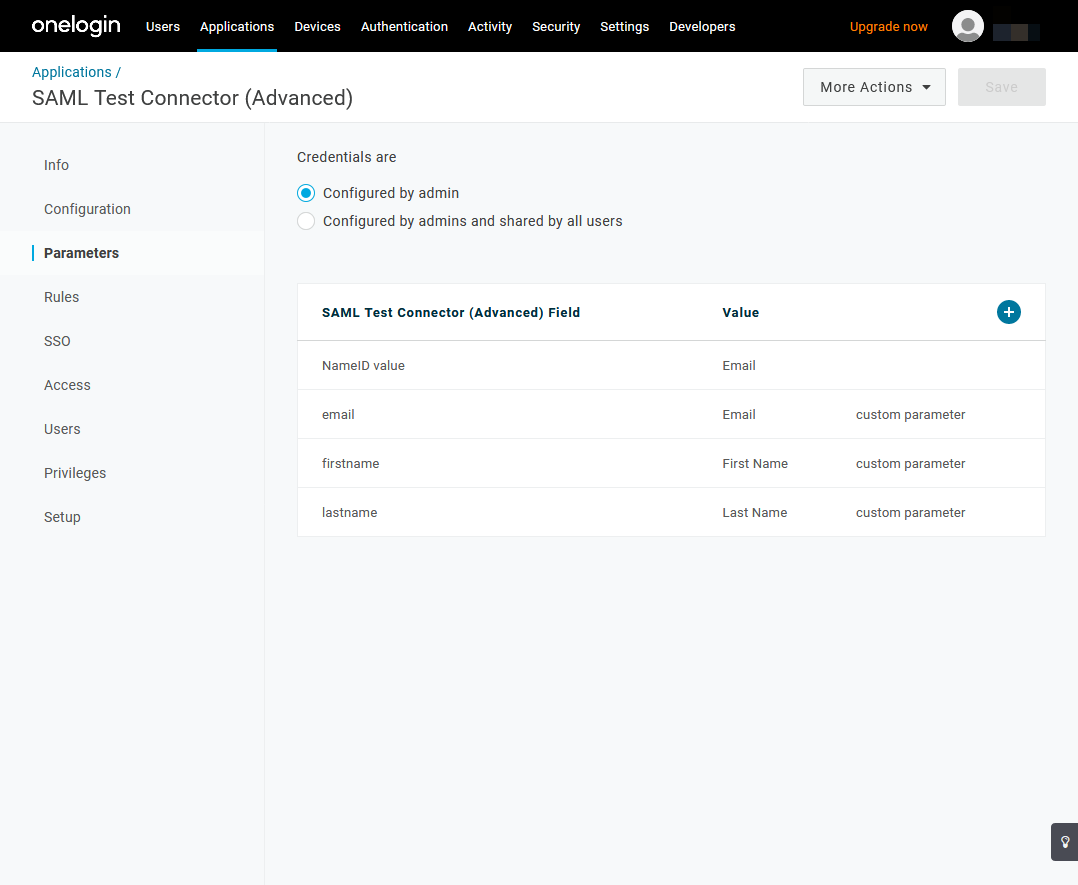 onelogin Users Applications Devices Authentication Activity Security Settings Developers Upgrade now
Applications /
SAML Test Connector (Advanced)
More Actions
Save
Info
Configuration
Parameters
Rules
SSO
Access
Users
Privileges
Setup
Credentials are
Configured by admin
Configured by admins and shared by all users
SAML Test Connector (Advanced) Field Value
NameID value Email
email Email custom parameter
firstname First Name custom parameter
lastname Last Name custom parameter